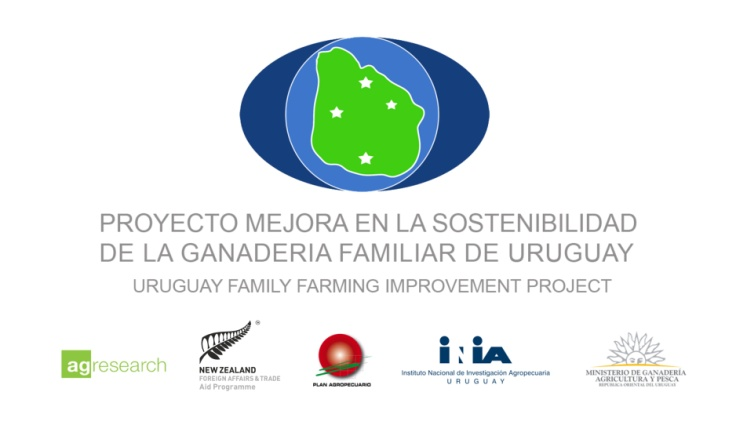 PROYECTO MEJORA EN LA SOSTENIBILIDAD
DE LA GANADERIA FAMILIAR DE URUGUAY
URUGUAY FAMILY FARMING IMPROVEMENT PROJECT
agresearch
®
NEW ZEALAND
FOREIGN AFFAIRS & TRADE
Aid Programme
PLAN AGROPECUARIO
INIA
Instituto Nacional de Investigación Agropecuaria
URUGUAY
MINISTERIO DE GANADERÍA
AGRICULTURA Y PESCA
REPÚBLICA ORIENTAL DEL URUGUAY